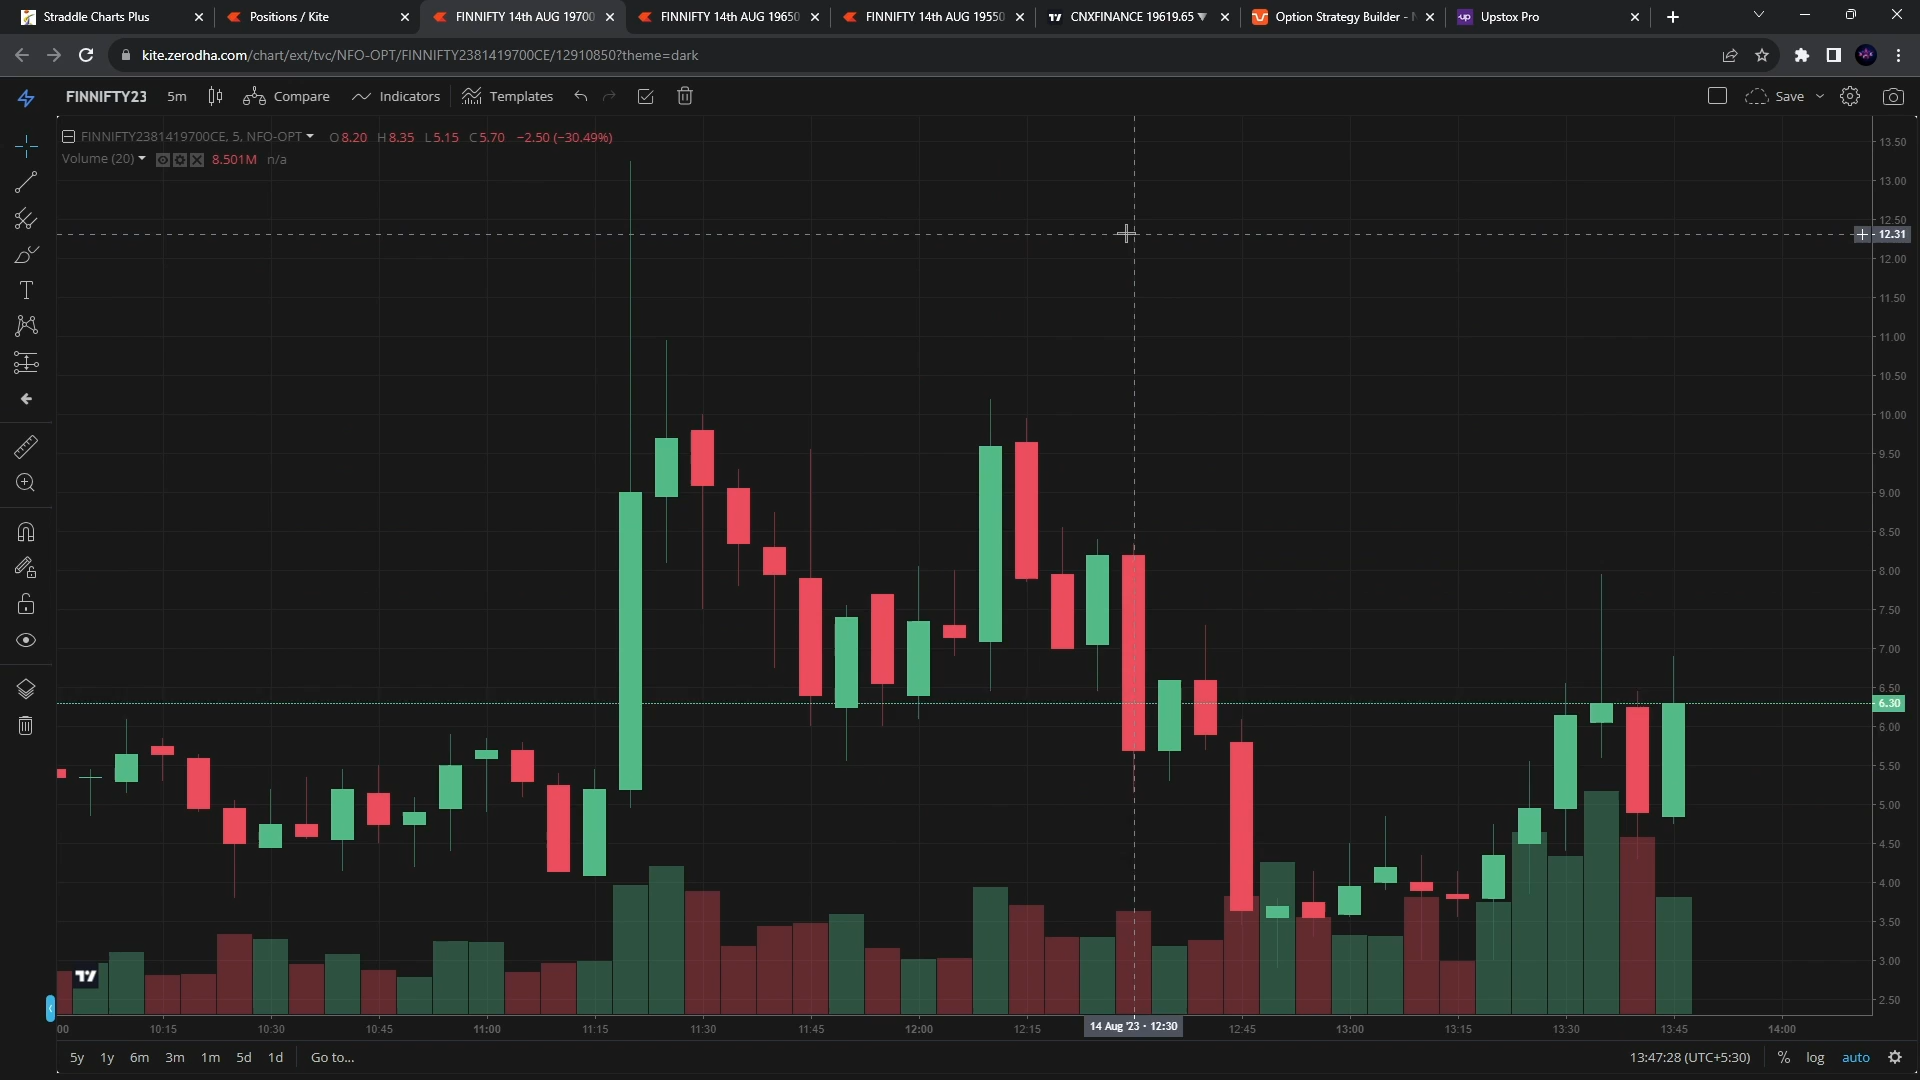 Straddle Charts Plus
Positions / Kite
FINNIFTY 14th AUG 19700
FINNIFTY 14th AUG 19650
FINNIFTY 14th AUG 19550
CNXFINANCE 19619.65 ▼
Option Strategy Builder -
Upstox Pro
kite.zerodha.com/chart/ext/tvc/NFO-OPT/FINNIFTY2381419700CE/12910850?theme=dark
FINNIFTY23 5m Compare Indicators Templates Save
FINNIFTY2381419700CE, 5, NFO-OPT O8.20 H8.35 L5.15 C5.70 −2.50 (−30.49%)
Volume (20) 8.501M n/a
13.50
13.00
12.50
12.31
12.00
11.50
11.00
10.50
10.00
9.50
9.00
8.50
8.00
7.50
7.00
6.50
6.30
6.00
5.50
5.00
4.50
4.00
3.50
3.00
2.50
:00 10:15 10:30 10:45 11:00 11:15 11:30 11:45 12:00 12:15 14 Aug '23 - 12:30 12:45 13:00 13:15 13:30 13:45 14:00
5y 1y 6m 3m 1m 5d 1d Go to... 13:47:28 (UTC+5:30) % log auto